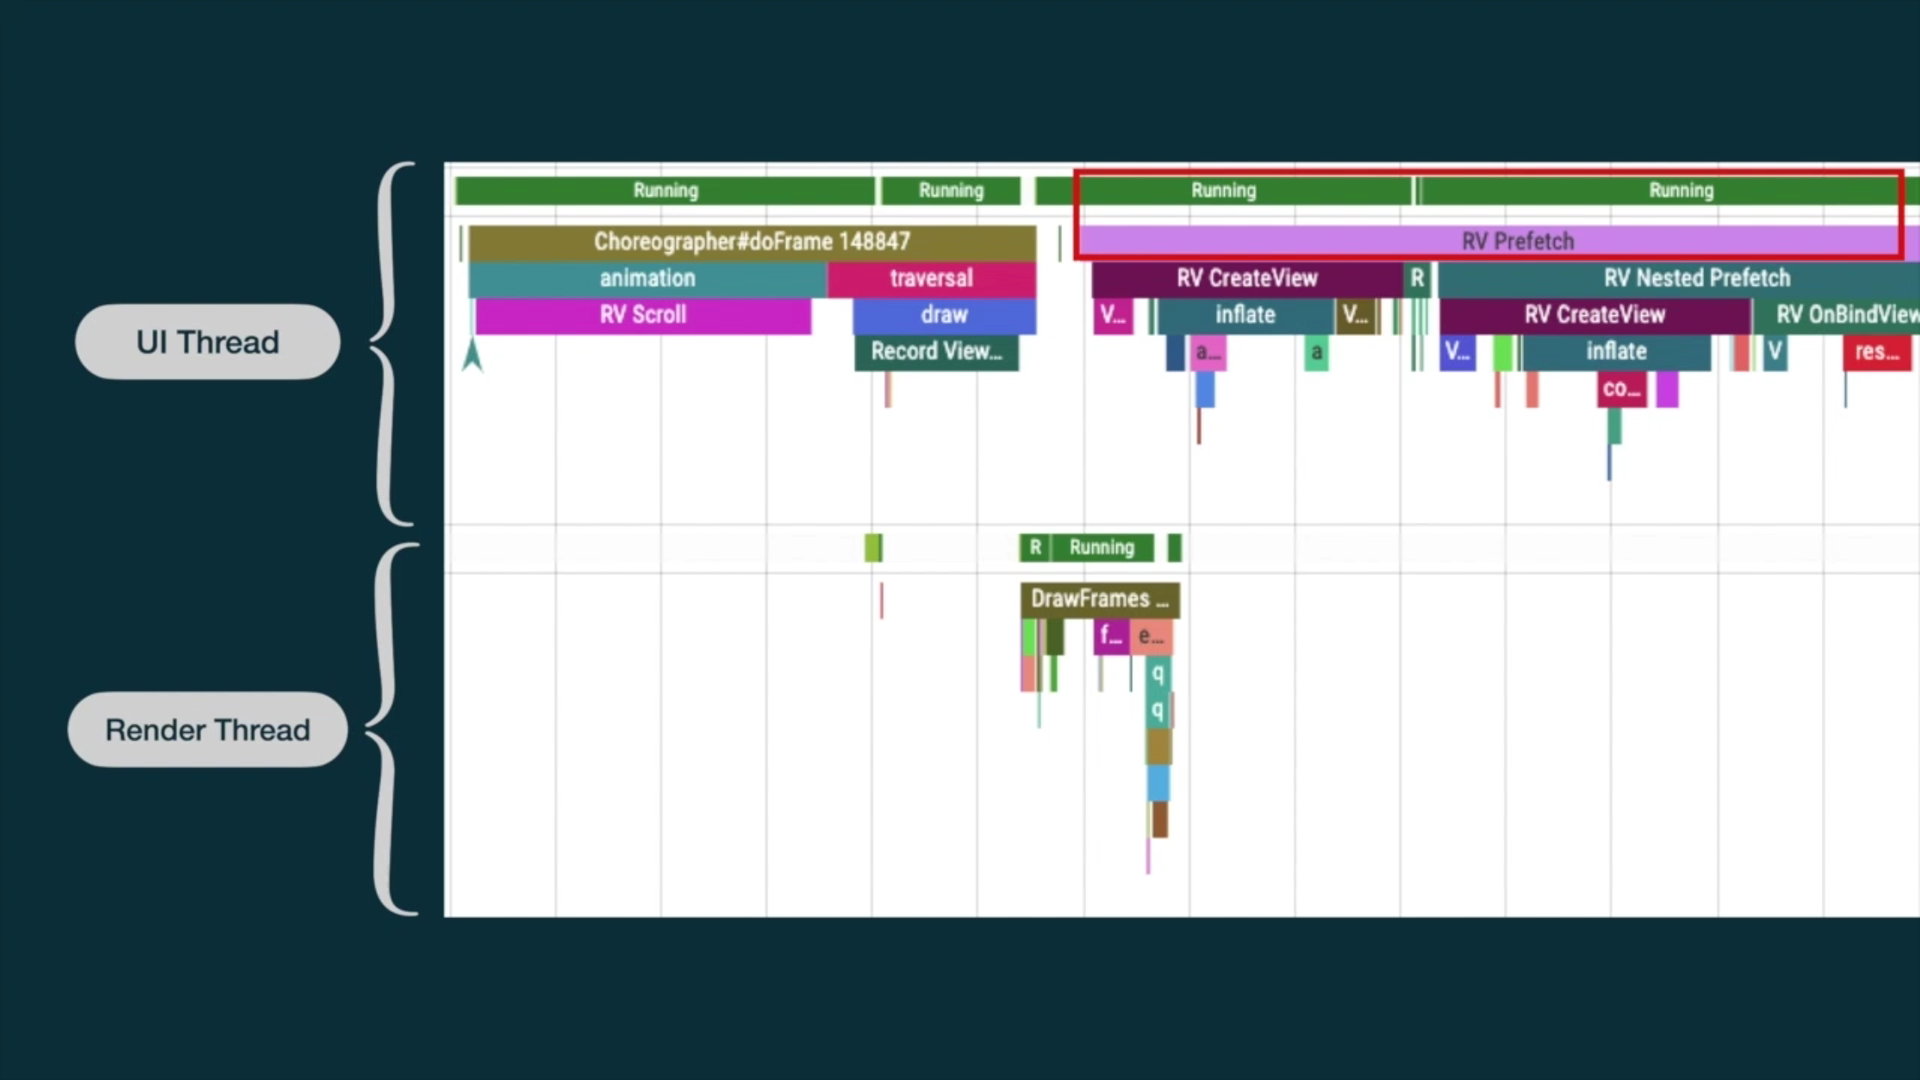 Running Running Running Running
Choreographer#doFrame 148847 RV Prefetch
animation traversal RV CreateView R RV Nested Prefetch
RV Scroll draw V... inflate V... RV CreateView RV OnBindView
Record View... a... a V... inflate V res...
co...
UI Thread
R Running
DrawFrames ...
f... e...
q
q
Render Thread